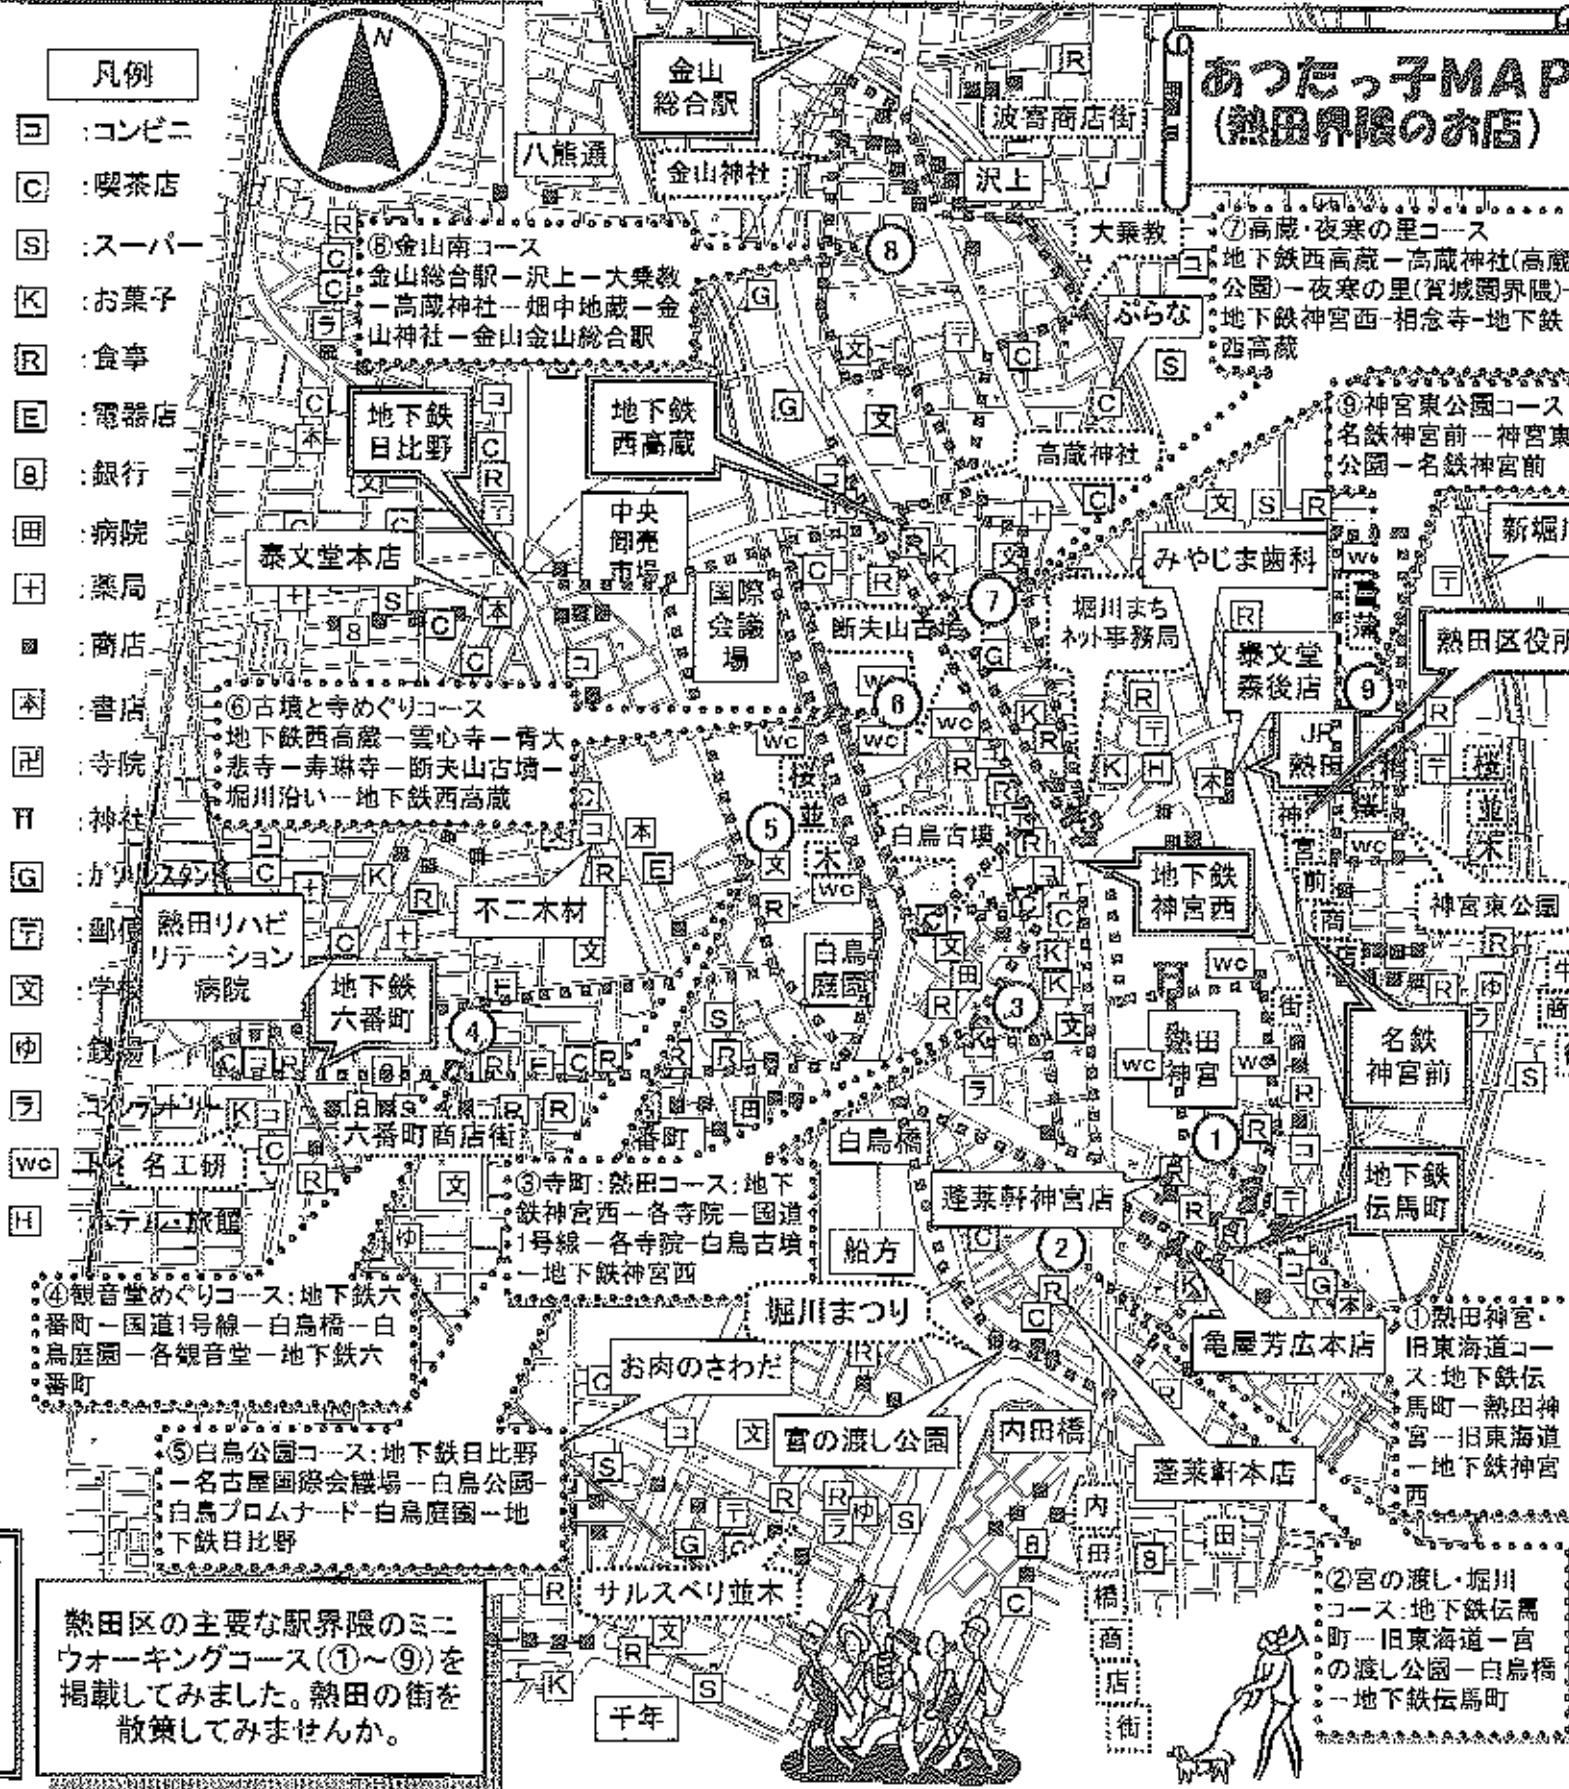 あつたっ子MAP
(熱田界隈のお店)
凡例
コ :コンビニ
C :喫茶店
S :スーパー
K :お菓子
R :食事
E :電器店
8 :銀行
田 :病院
十 :薬局
:商店
本 :書店
卍 :寺院
:神社
G :ガソリンスタンド
〒 :郵便
文 :学校
ゆ :銭湯
ラ
wc
H :ホテル・旅館
N
金山
総合駅
波寄商店街
八熊通
金山神社
沢上
大乗教
ぷらな
⑧金山南コース
金山総合駅ー沢上ー大乗教
ー高蔵神社ー畑中地蔵ー金
山神社ー金山金山総合駅
⑦高蔵・夜寒の里コース
地下鉄西高蔵ー高蔵神社(高蔵
公園)ー夜寒の里(賀城園界隈)ー
地下鉄神宮西ー相念寺ー地下鉄
西高蔵
⑨神宮東公園コース
名鉄神宮前ー神宮東
公園ー名鉄神宮前
地下鉄
日比野
地下鉄
西高蔵
高蔵神社
中央
卸売
市場
泰文堂本店
国際
会議
場
断夫山古墳
みやじま歯科
堀川まち
ネット事務局
泰文堂
森後店
新堀川
熱田区役所
JR
熱田
⑥古墳と寺めぐりコース
地下鉄西高蔵ー雲心寺ー青大
悲寺ー寿琳寺ー断夫山古墳ー
堀川沿いー地下鉄西高蔵
白鳥古墳
地下鉄
神宮西
神宮東公園
神宮前商店街
桜並木
不二木材
熱田リハビ
リテーション
病院
地下鉄
六番町
白鳥
庭園
熱田
神宮
名鉄
神宮前
六番町商店街
名工研
番町
白鳥橋
蓬莱軒神宮店
地下鉄
伝馬町
船方
③寺町:熱田コース:地下
鉄神宮西ー各寺院ー国道
1号線ー各寺院ー白鳥古墳
ー地下鉄神宮西
④観音堂めぐりコース:地下鉄六
番町ー国道1号線ー白鳥橋ー白
鳥庭園ー各観音堂ー地下鉄六
番町
堀川まつり
お肉のさわだ
亀屋芳広本店
宮の渡し公園
内田橋
蓬莱軒本店
①熱田神宮・
旧東海道コー
ス:地下鉄伝
馬町ー熱田神
宮ー旧東海道
ー地下鉄神宮
西
⑤白鳥公園コース:地下鉄日比野
ー名古屋国際会議場ー白鳥公園ー
白鳥プロムナードー白鳥庭園ー地
下鉄日比野
サルスベリ並木
内田橋商店街
②宮の渡し・堀川
コース:地下鉄伝馬
町ー旧東海道ー宮
の渡し公園ー白鳥橋
ー地下鉄伝馬町
千年
熱田区の主要な駅界隈のミニ
ウォーキングコース(①～⑨)を
掲載してみました。熱田の街を
散策してみませんか。